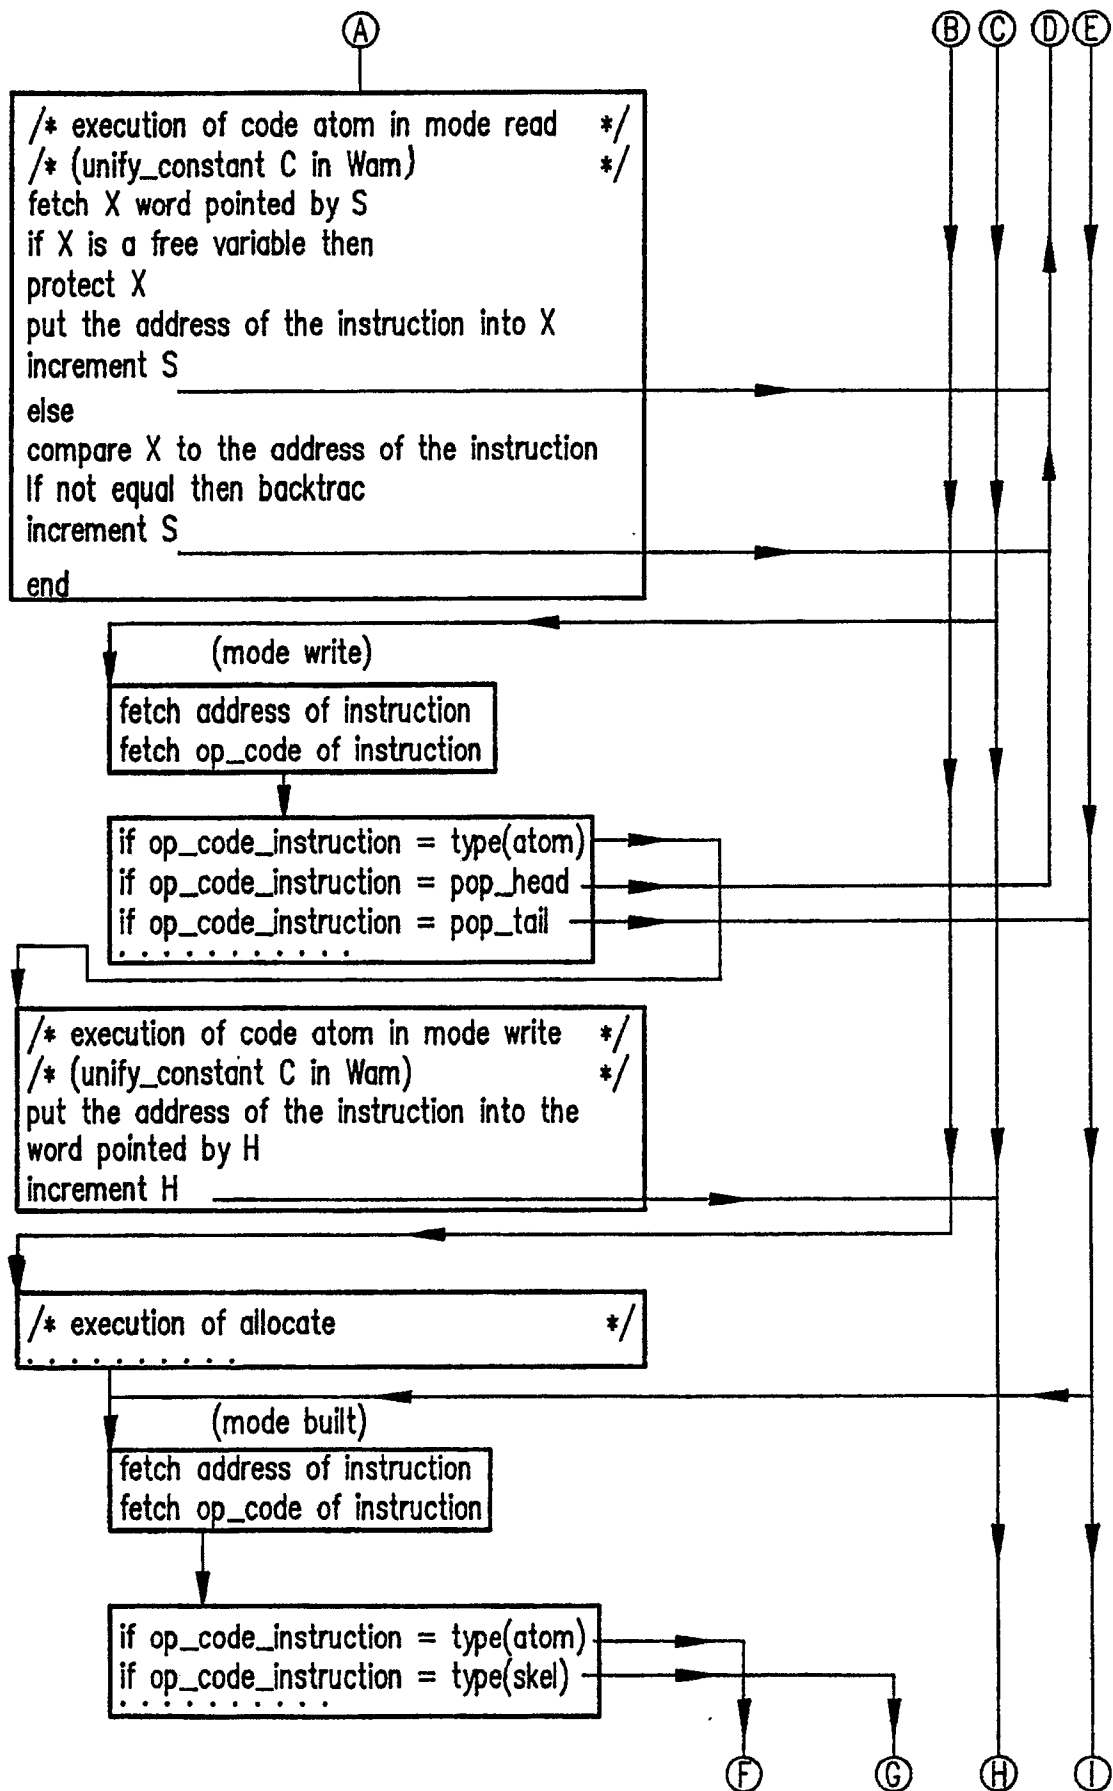 A B C D E
/* execution of code atom in mode read */
/* (unify_constant C in Wam) */
fetch X word pointed by S
if X is a free variable then
protect X
put the address of the instruction into X
increment S
else
compare X to the address of the instruction
If not equal then backtrac
increment S
end
(mode write)
fetch address of instruction
fetch op_code of instruction
if op_code_instruction = type(atom)
if op_code_instruction = pop_head
if op_code_instruction = pop_tail
. . . . . . . . . . .
/* execution of code atom in mode write */
/* (unify_constant C in Wam) */
put the address of the instruction into the
word pointed by H
increment H
/* execution of allocate */
. . . . . . . . . .
(mode built)
fetch address of instruction
fetch op_code of instruction
if op_code_instruction = type(atom)
if op_code_instruction = type(skel)
. . . . . . . . . .
F G H I